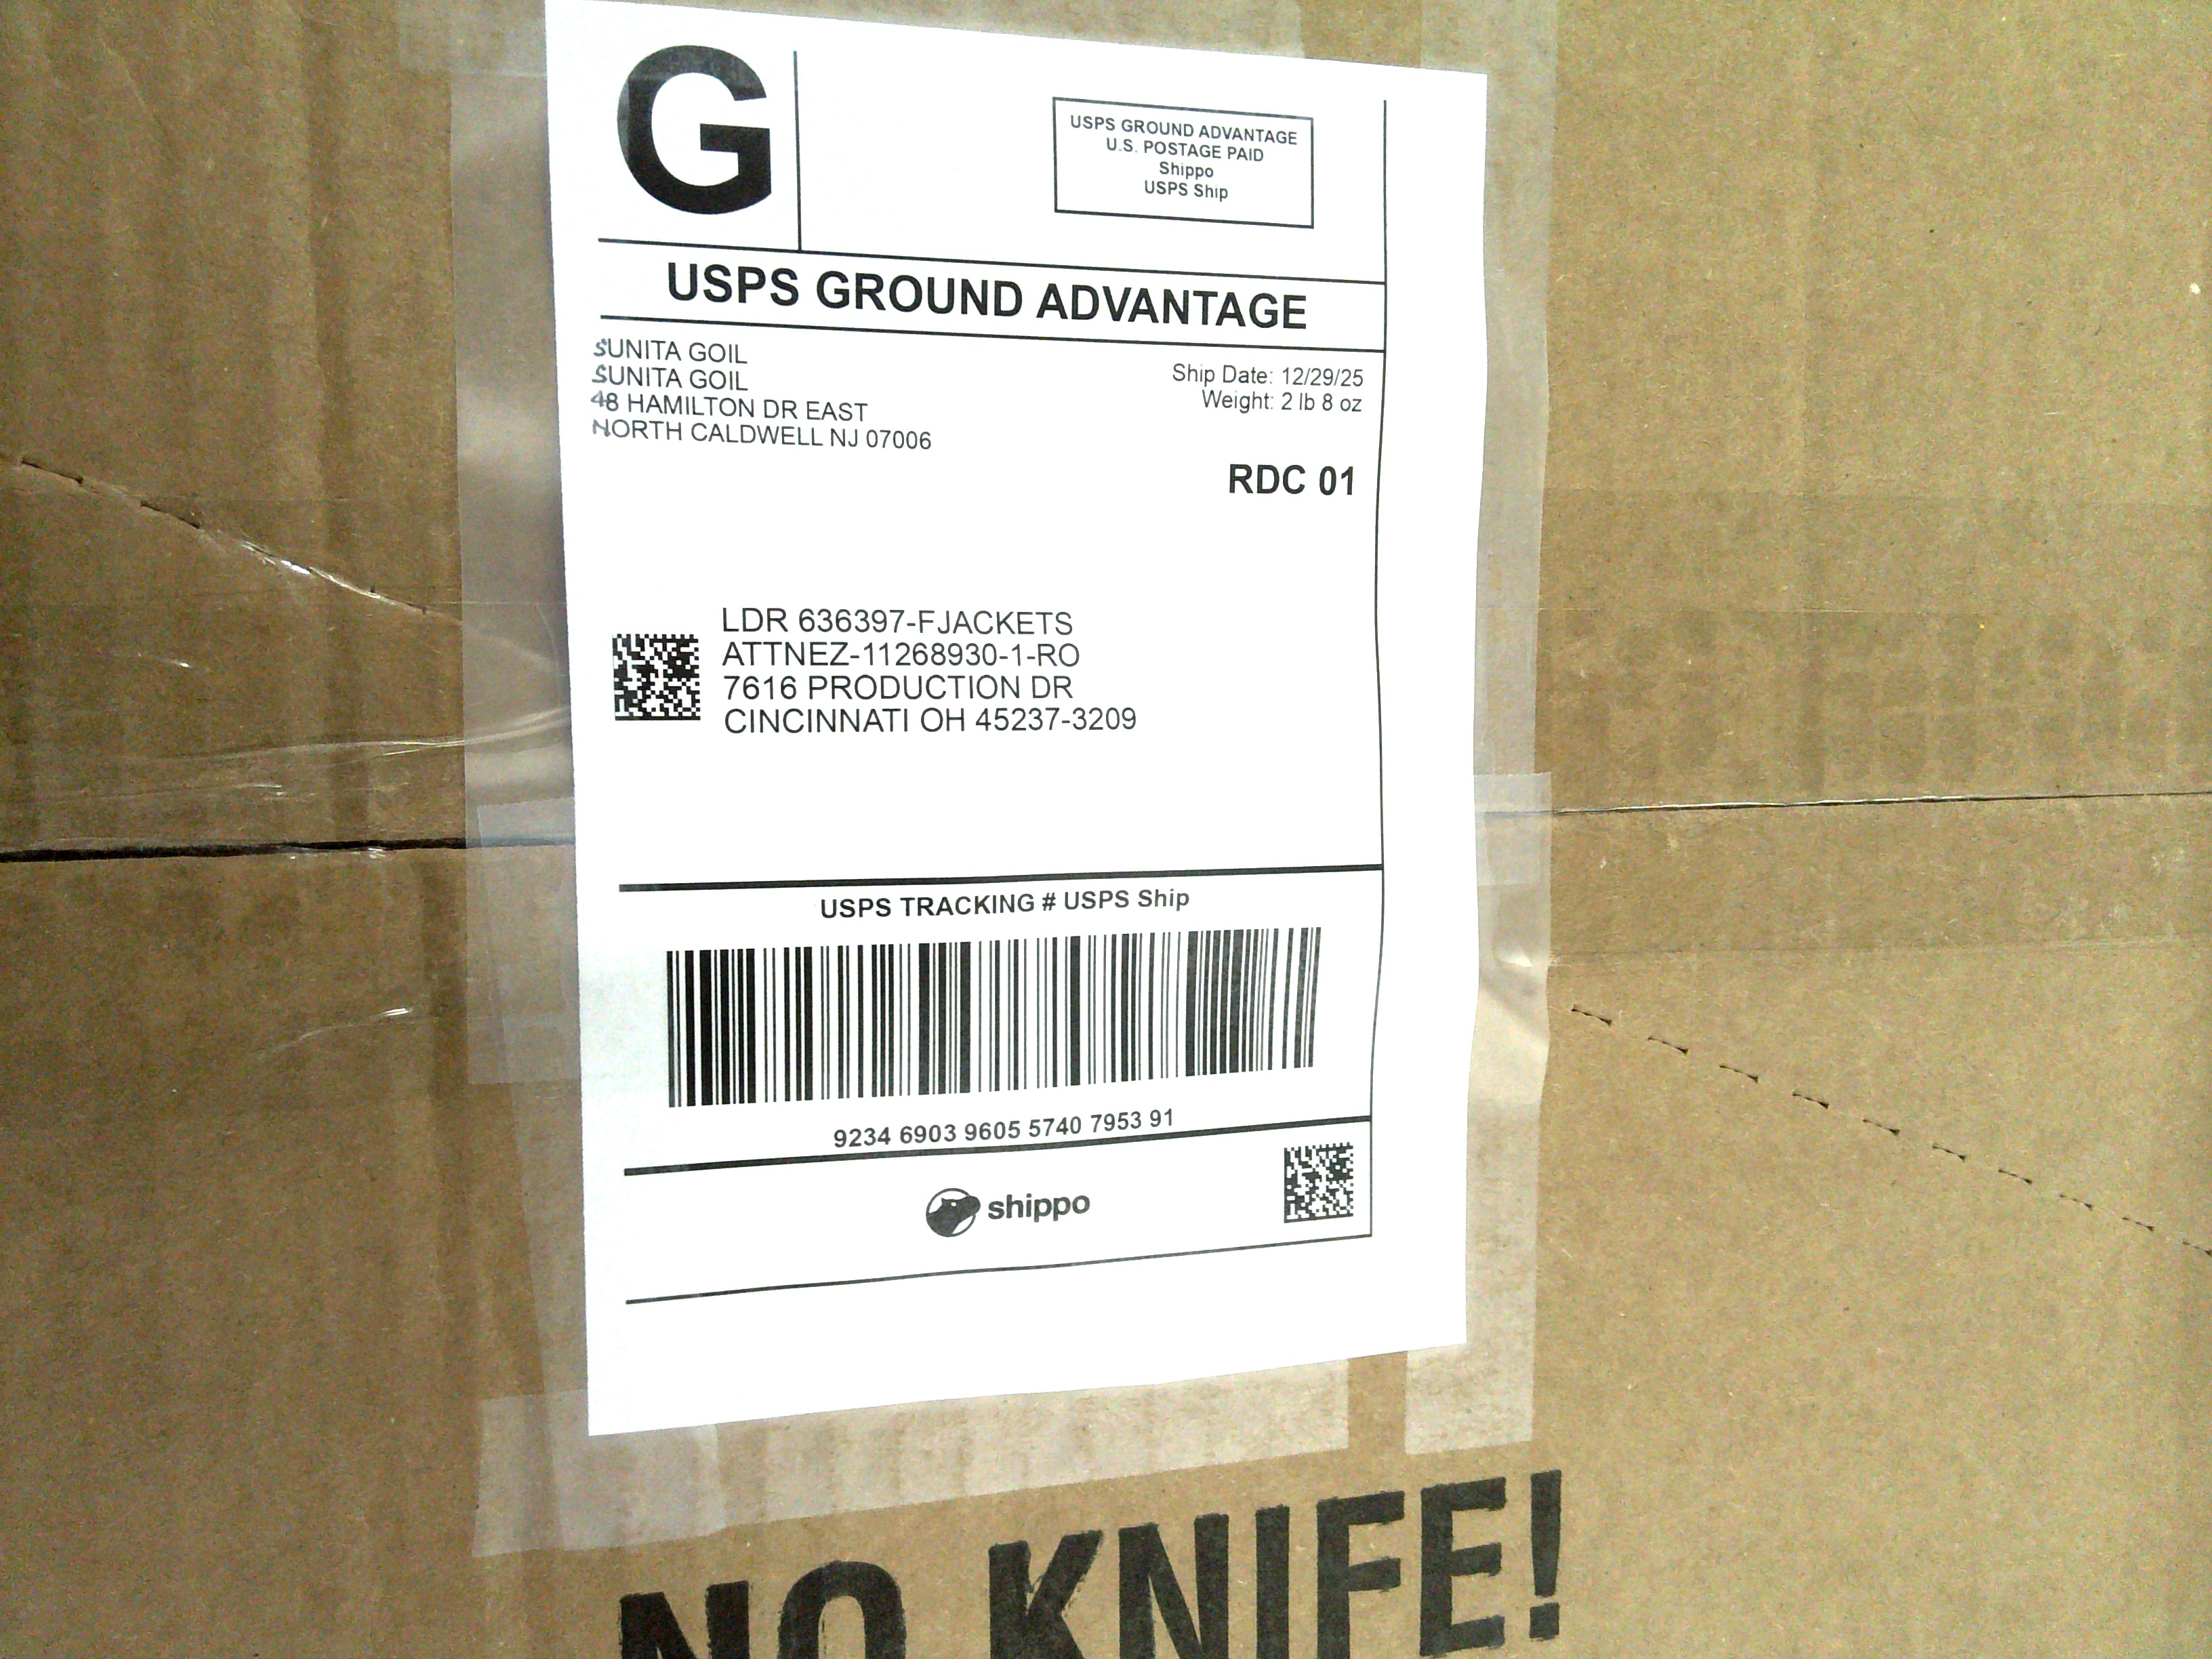 G
USPS GROUND ADVANTAGE
U.S. POSTAGE PAID
Shippo
USPS Ship
USPS GROUND ADVANTAGE
SUNITA GOIL
SUNITA GOIL
48 HAMILTON DR EAST
NORTH CALDWELL NJ 07006
Ship Date: 12/29/25
Weight: 2 lb 8 oz
RDC 01
LDR 636397-FJACKETS
ATTNEZ-11268930-1-RO
7616 PRODUCTION DR
CINCINNATI OH 45237-3209
USPS TRACKING # USPS Ship
9234 6903 9605 5740 7953 91
shippo
NO KNIFE!